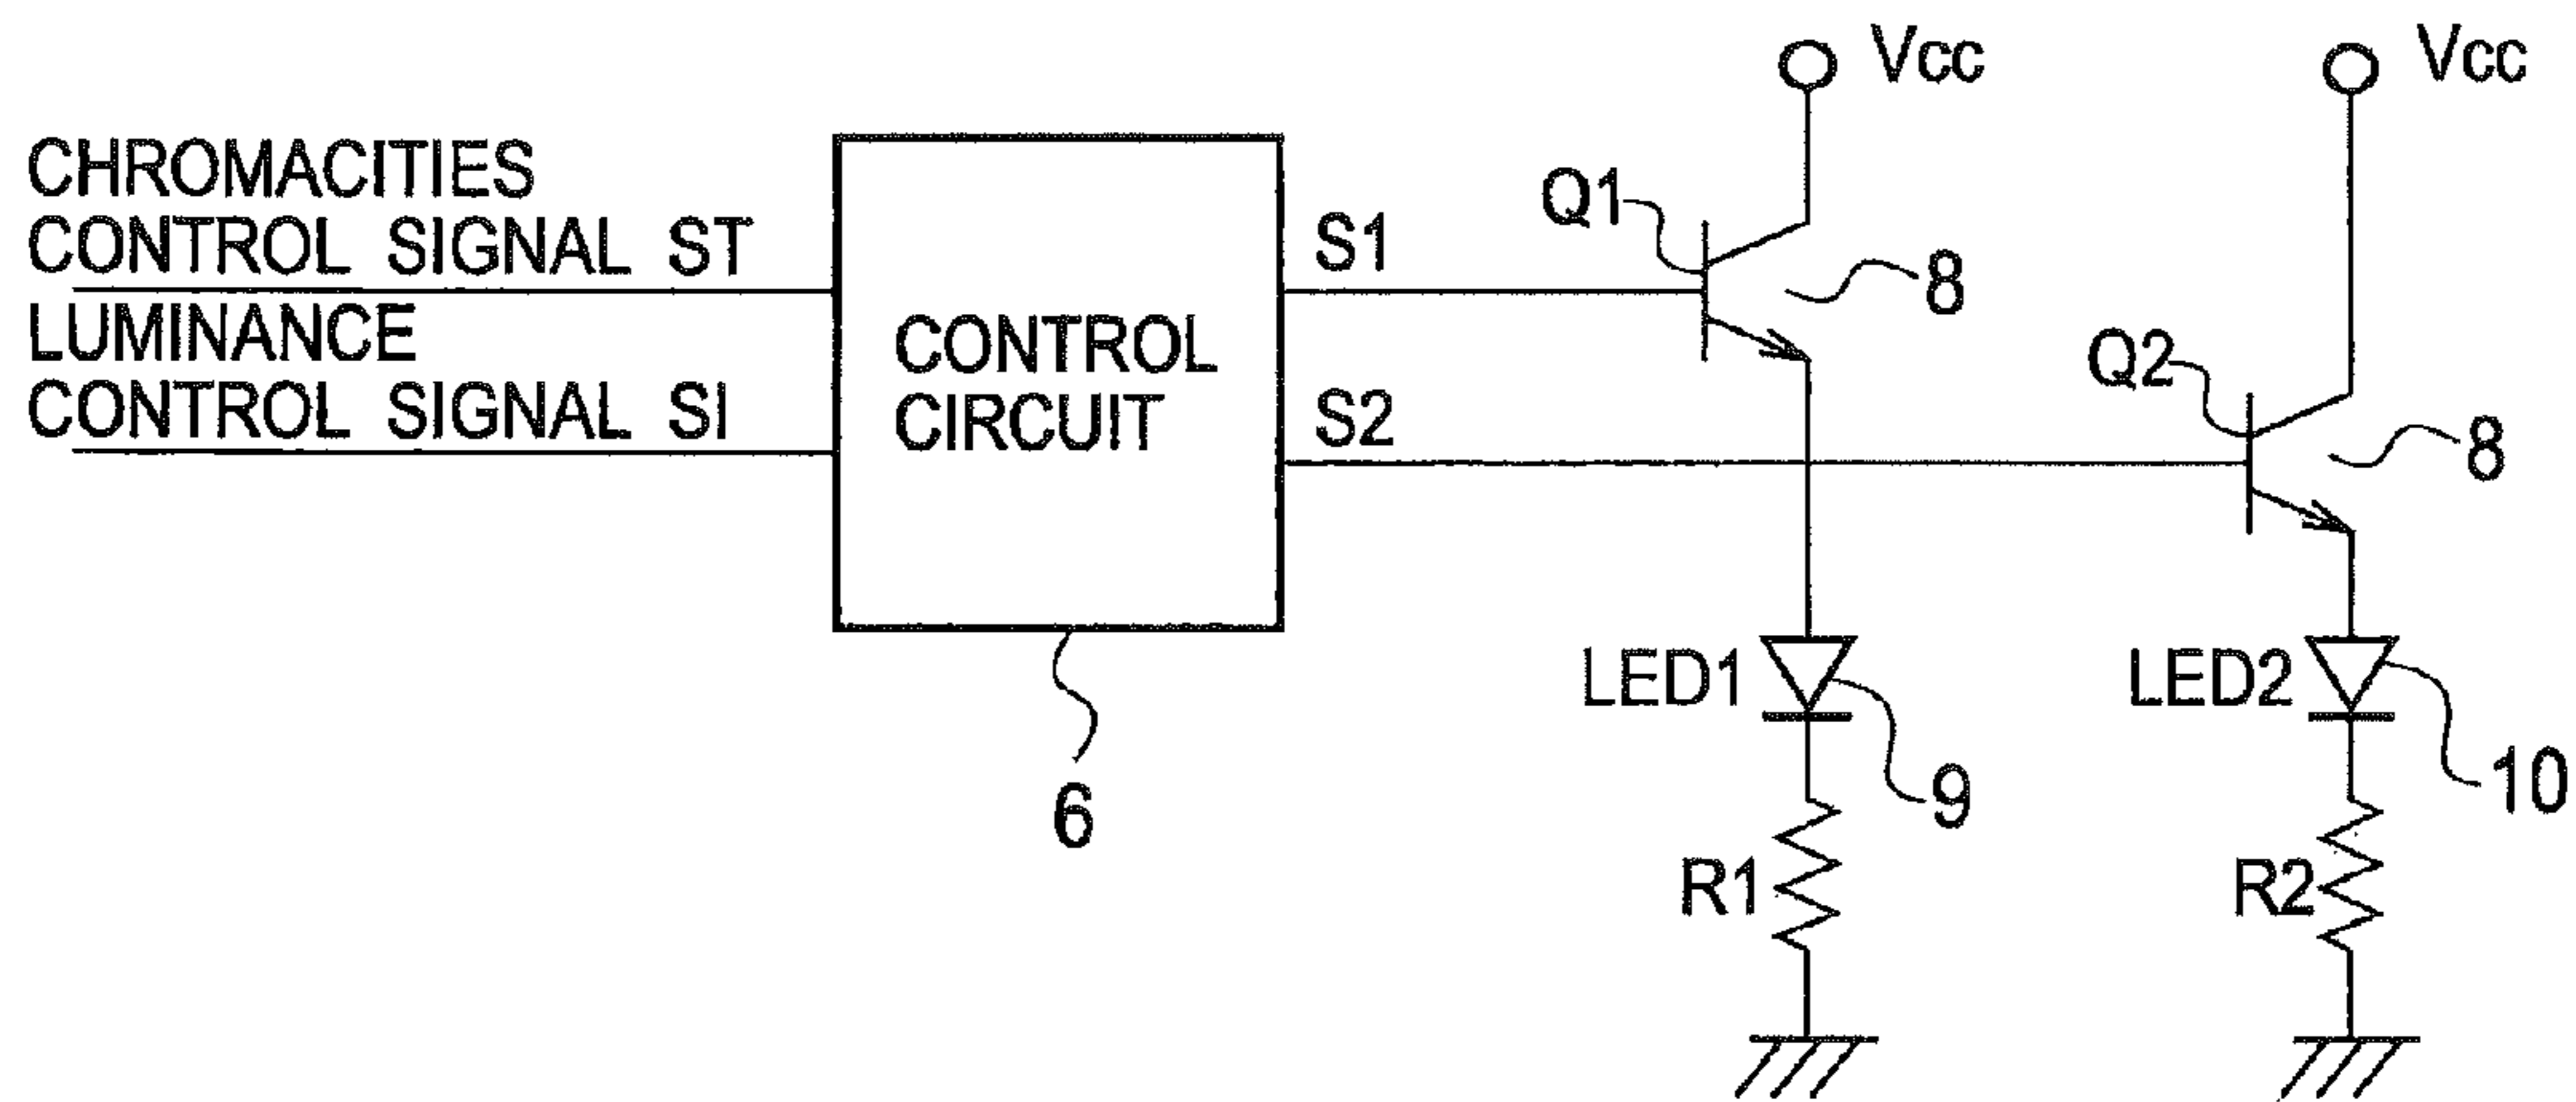 CHROMACITIES
CONTROL SIGNAL ST
LUMINANCE
CONTROL SIGNAL SI
CONTROL
CIRCUIT
6
S1
S2
Vcc
Q1
8
LED1
9
R1
Vcc
Q2
8
LED2
10
R2